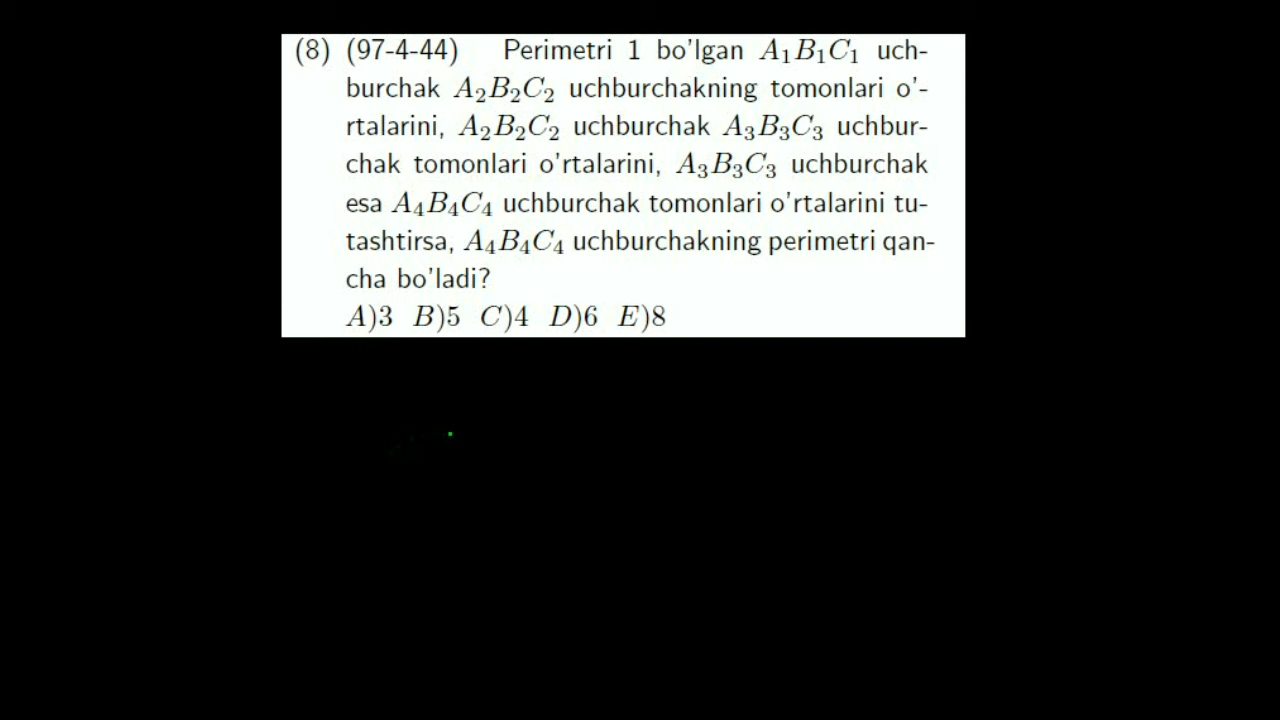 (8) (97-4-44) Perimetri 1 bo'lgan A₁B₁C₁ uch-
burchak A₂B₂C₂ uchburchakning tomonlari o'-
rtalarini, A₂B₂C₂ uchburchak A₃B₃C₃ uchbur-
chak tomonlari o'rtalarini, A₃B₃C₃ uchburchak
esa A₄B₄C₄ uchburchak tomonlari o'rtalarini tu-
tashtirsa, A₄B₄C₄ uchburchakning perimetri qan-
cha bo'ladi?
A)3 B)5 C)4 D)6 E)8